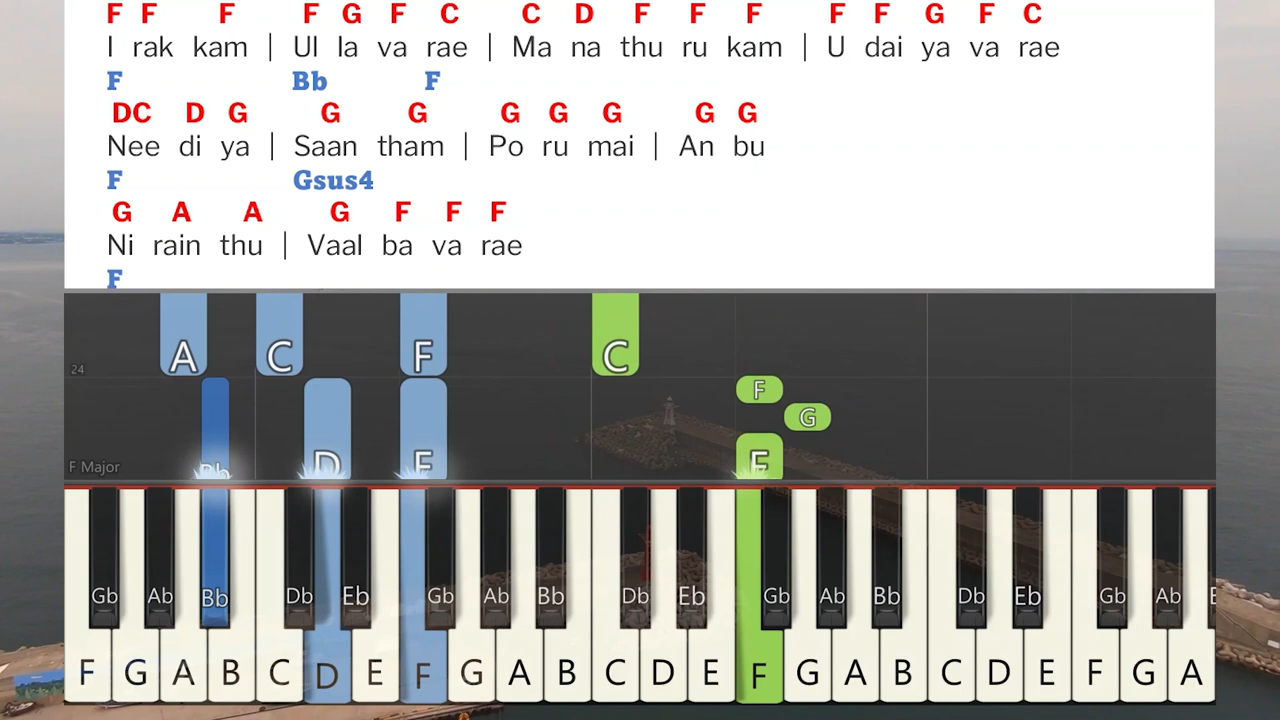 F F F F G F C C D F F F F F G F C
I rak kam | Ul la va rae | Ma na thu ru kam | U dai ya va rae
F Bb F
DC D G G G G G G G G
Nee di ya | Saan tham | Po ru mai | An bu
F Gsus4
G A A G F F F
Ni rain thu | Vaal ba va rae
F
A C F C
24
F
G
Bb D F F
F Major
Gb Ab Bb Db Eb Gb Ab Bb Db Eb Gb Ab Bb Db Eb Gb Ab
F G A B C D E F G A B C D E F G A B C D E F G A